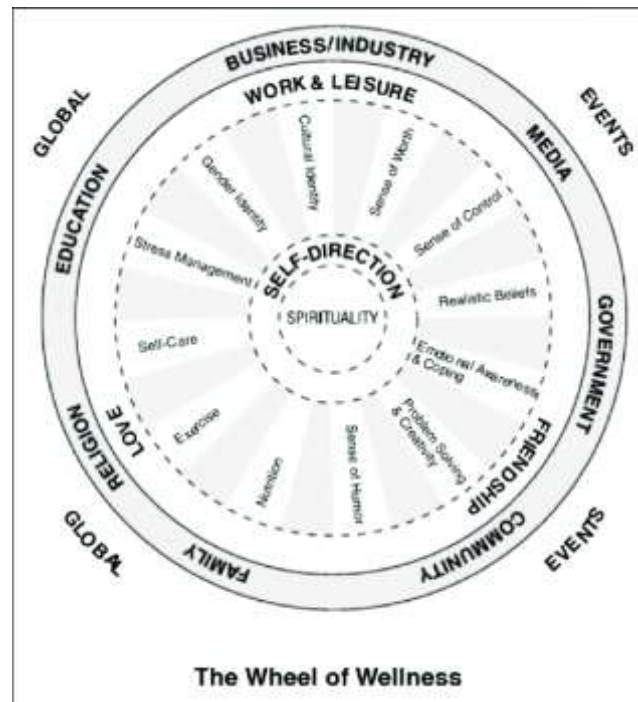 BUSINESS/INDUSTRY
GLOBAL
EVENTS
WORK & LEISURE
MEDIA
EDUCATION
Cultural Identity
Sense of Worth
Gender Identity
Sense of Control
Stress Management
SELF-DIRECTION
Realistic Beliefs
SPIRITUALITY
GOVERNMENT
Self-Care
Emotional Awareness
& Coping
Exercise
Nutrition
Sense of Humor
Problem Solving
& Creativity
LOVE
FRIENDSHIP
RELIGION
FAMILY
COMMUNITY
GLOBAL
EVENTS
The Wheel of Wellness